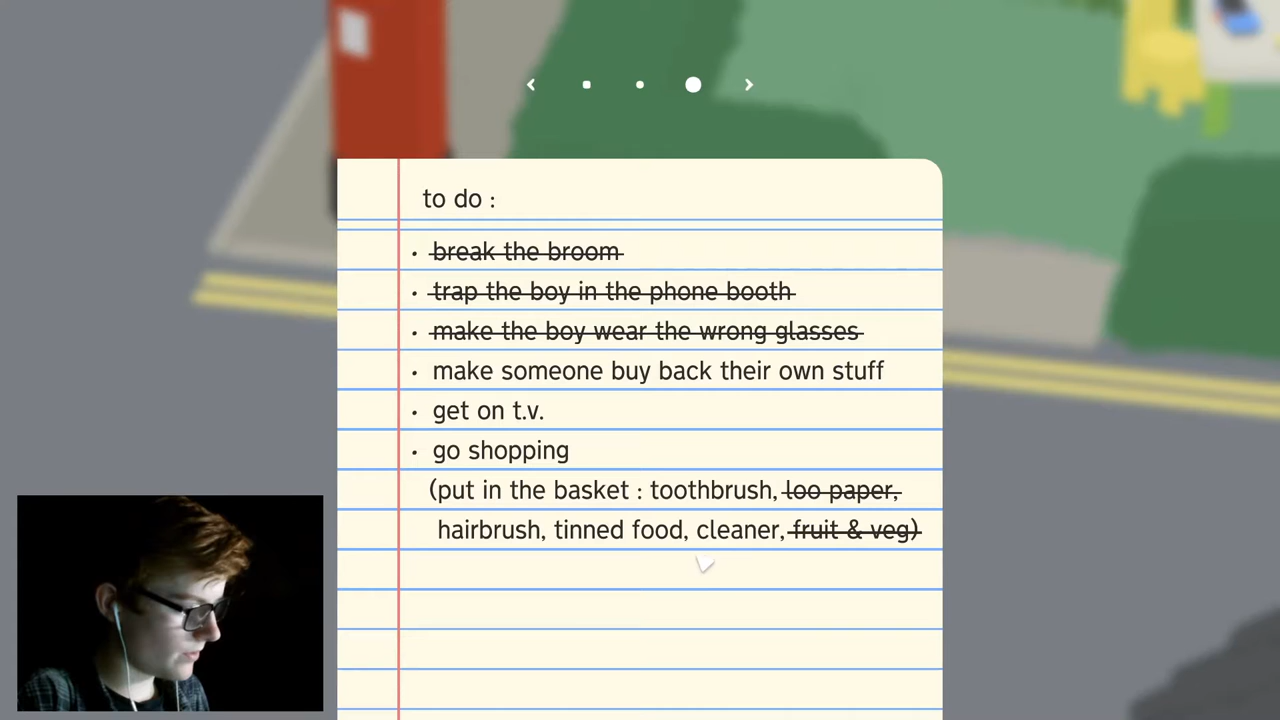 to do :
• break the broom
• trap the boy in the phone booth
• make the boy wear the wrong glasses
• make someone buy back their own stuff
• get on t.v.
• go shopping
(put in the basket : toothbrush, loo paper,
hairbrush, tinned food, cleaner, fruit & veg)